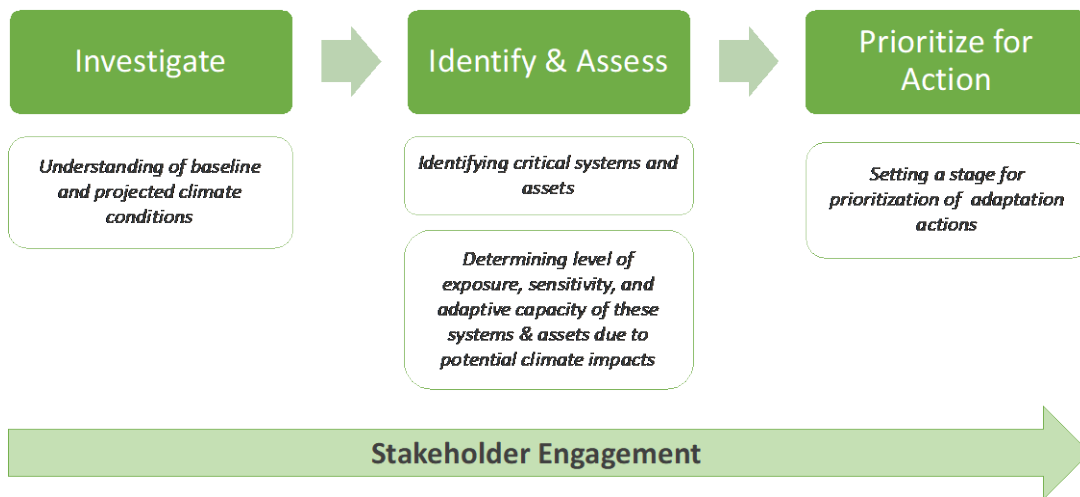 Investigate
Understanding of baseline
and projected climate
conditions
Identify & Assess
Identifying critical systems and
assets
Determining level of
exposure, sensitivity, and
adaptive capacity of these
systems & assets due to
potential climate impacts
Prioritize for
Action
Setting a stage for
prioritization of adaptation
actions
Stakeholder Engagement